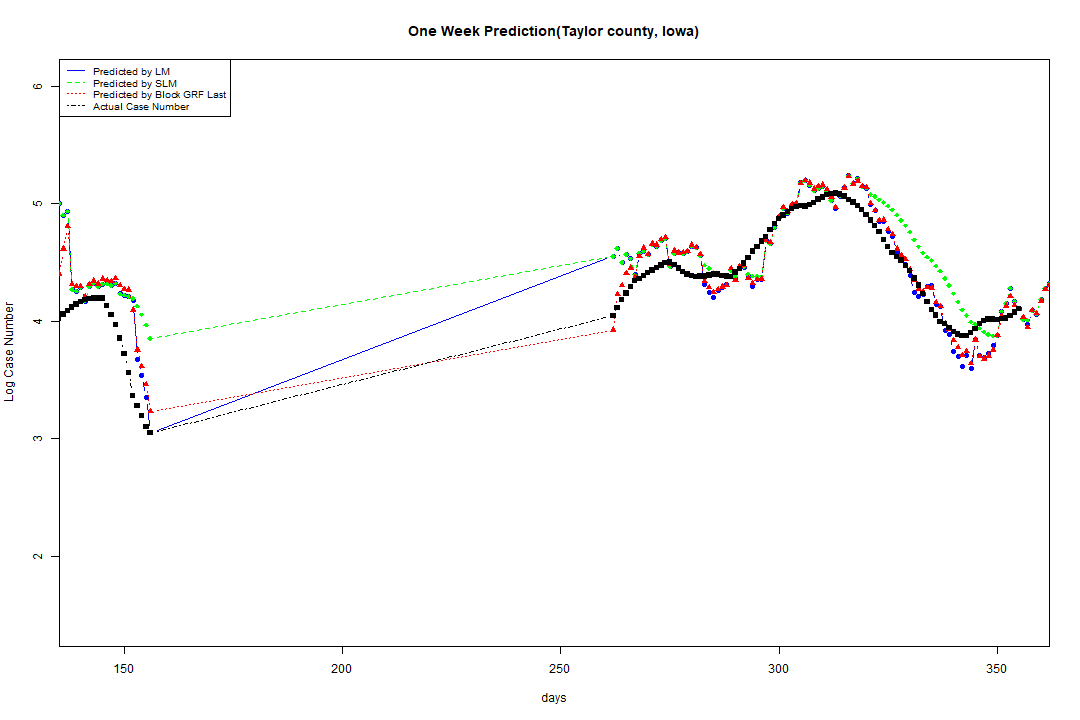 One Week Prediction(Taylor county, Iowa)
Predicted by LM
Predicted by SLM
Predicted by Block GRF Last
Actual Case Number
6
5
4
3
2
Log Case Number
150
200
250
300
350
days